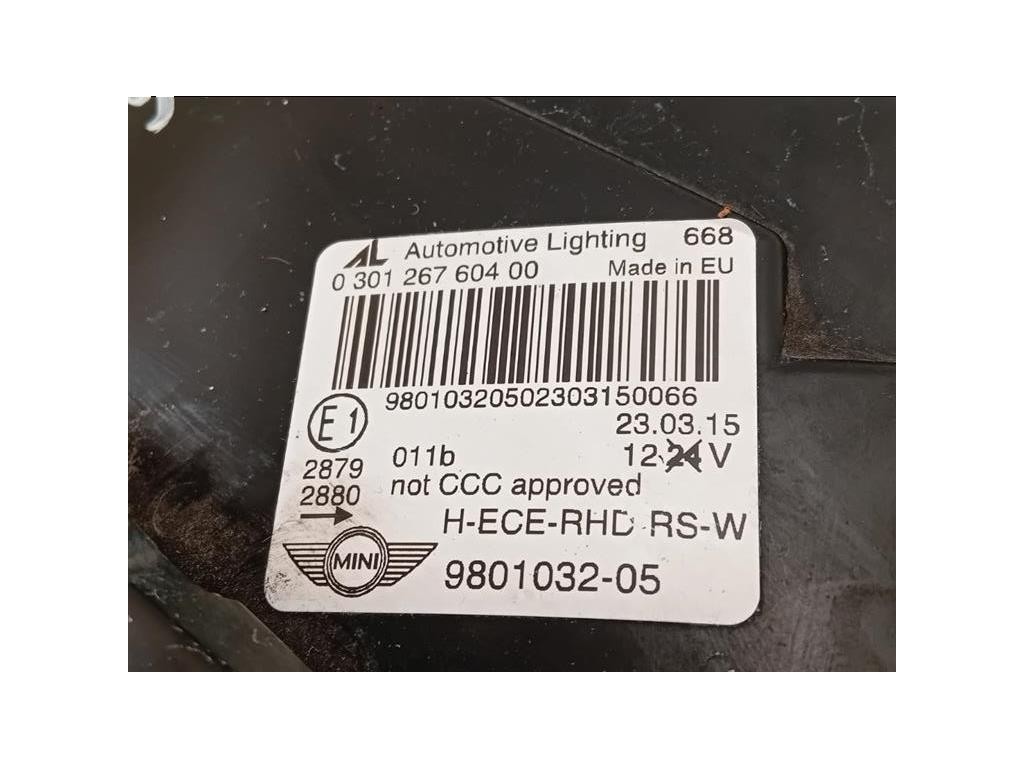 AL Automotive Lighting 668
0 301 267 604 00 Made in EU
98010320502303150066
23.03.15
E1 011b 12 24 V
2879 not CCC approved
2880
H-ECE-RHD RS-W
MINI 9801032-05